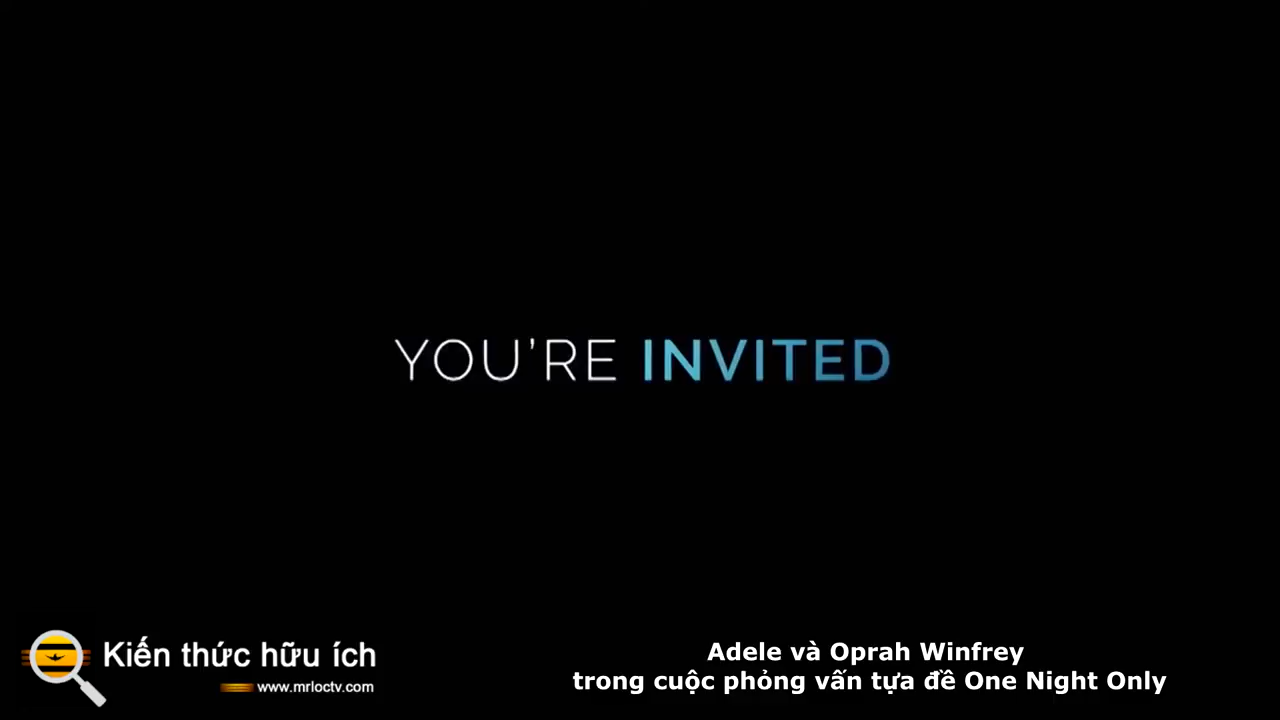 YOU'RE INVITED
Kiến thức hữu ích
www.mrloctv.com
Adele và Oprah Winfrey
trong cuộc phỏng vấn tựa đề One Night Only